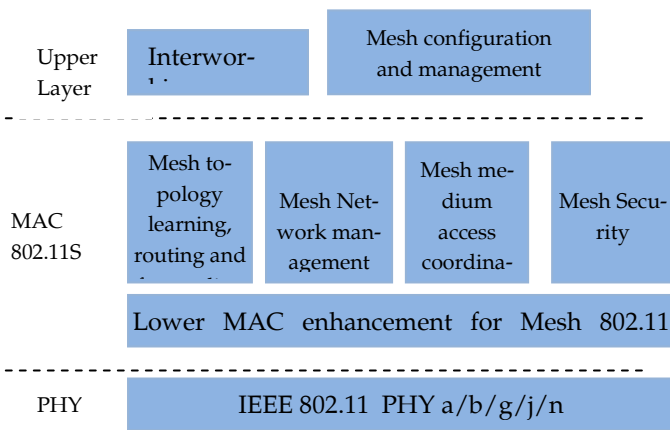 Upper
Layer
Interwor-
Mesh configuration
and management
MAC
802.11S
Mesh to-
pology
learning,
routing and
Mesh Net-
work man-
agement
Mesh me-
dium
access
coordina-
Mesh Secu-
rity
Lower MAC enhancement for Mesh 802.11
PHY
IEEE 802.11 PHY a/b/g/j/n